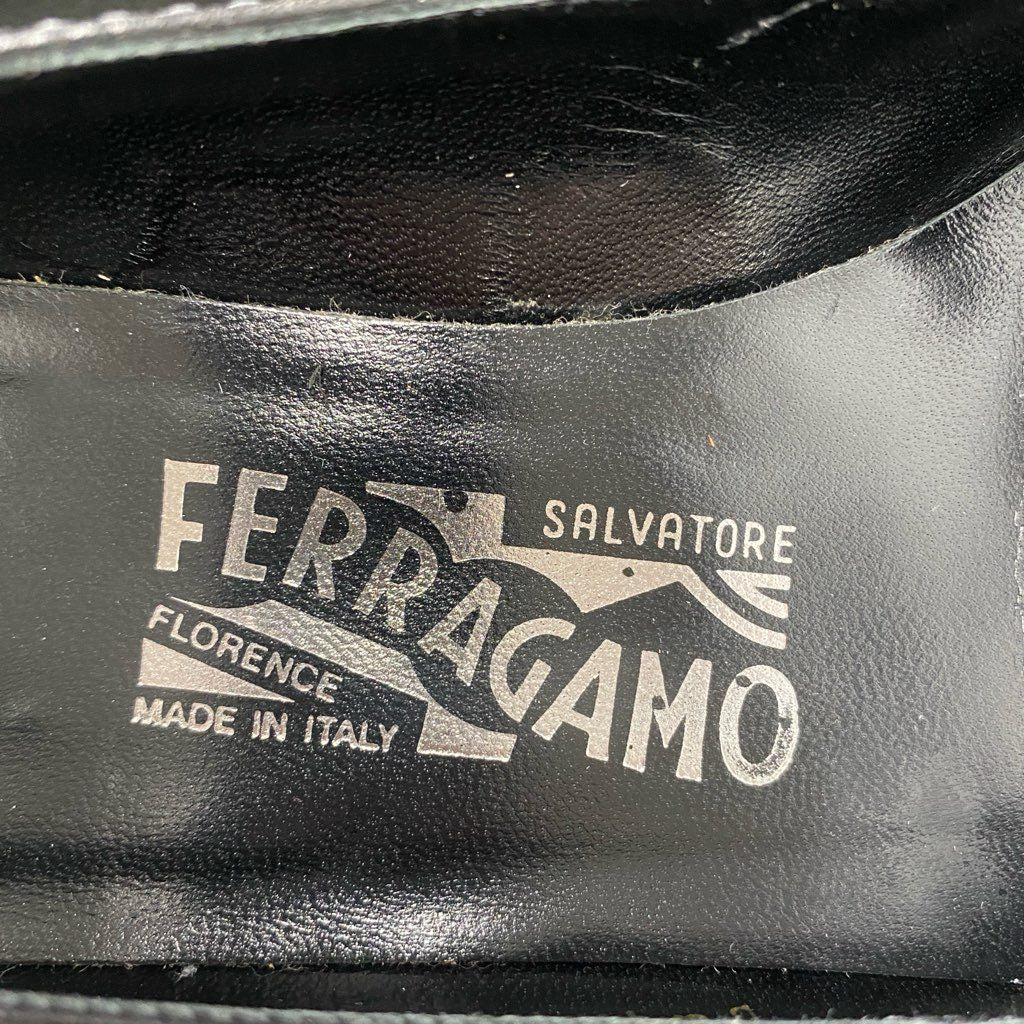 SALVATORE
FERRAGAMO
FLORENCE
MADE IN ITALY